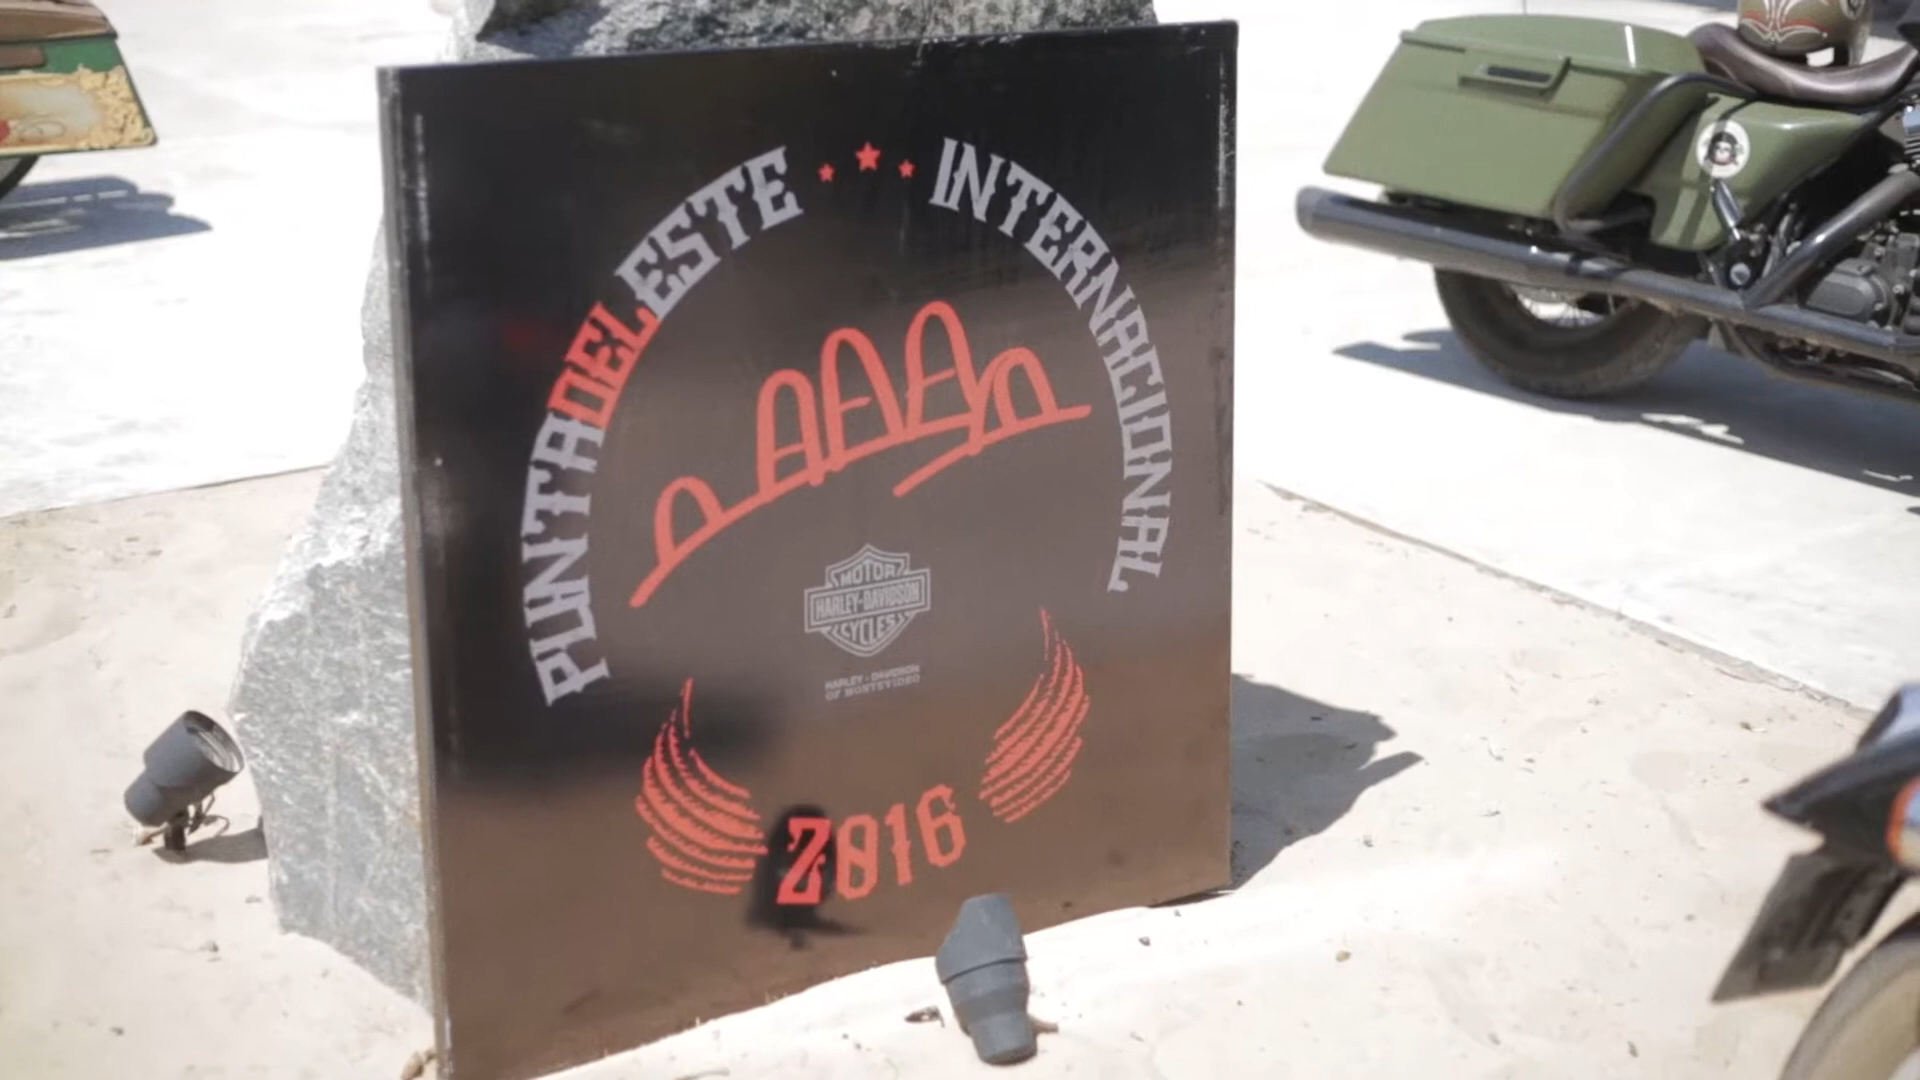 PUNTADELESTE INTERNACIONAL
MOTOR
HARLEY-DAVIDSON
CYCLES
HARLEY-DAVIDSON
OF MONTEVIDEO
2016